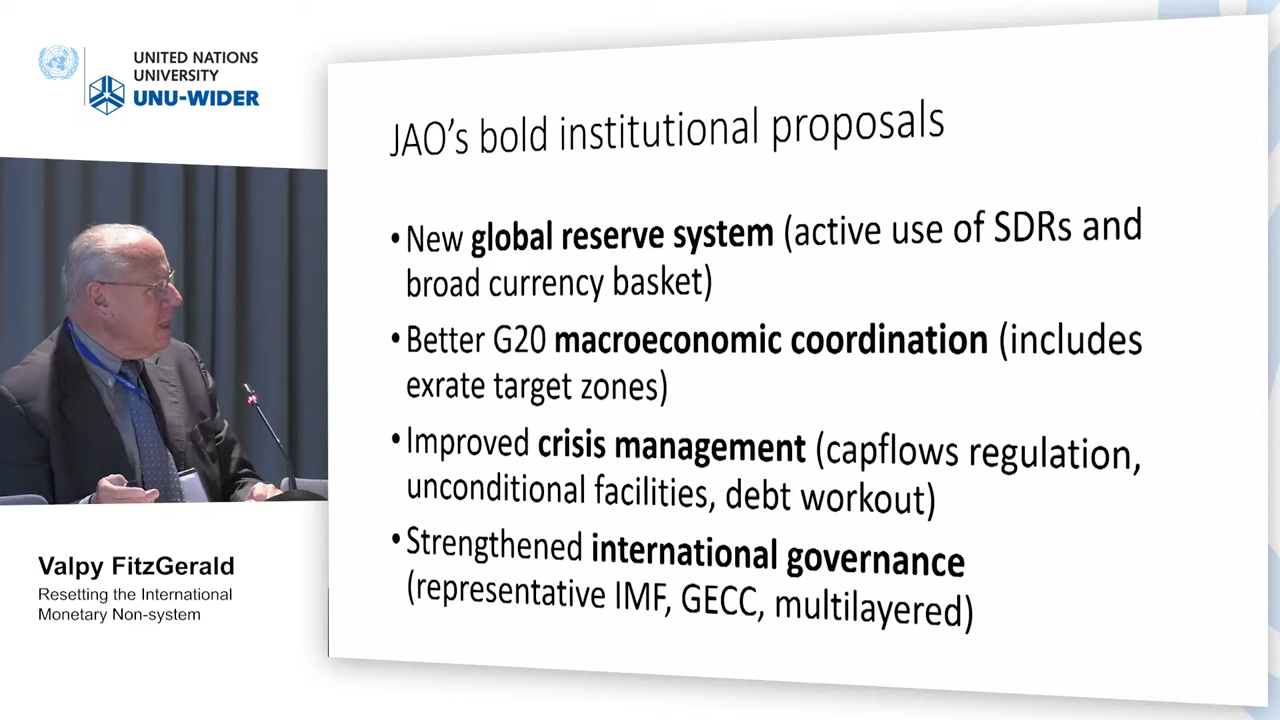 UNITED NATIONS
UNIVERSITY
UNU-WIDER
JAO's bold institutional proposals
• New global reserve system (active use of SDRs and
broad currency basket)
• Better G20 macroeconomic coordination (includes
exrate target zones)
• Improved crisis management (capflows regulation,
unconditional facilities, debt workout)
• Strengthened international governance
(representative IMF, GECC, multilayered)
Valpy FitzGerald
Resetting the International
Monetary Non-system